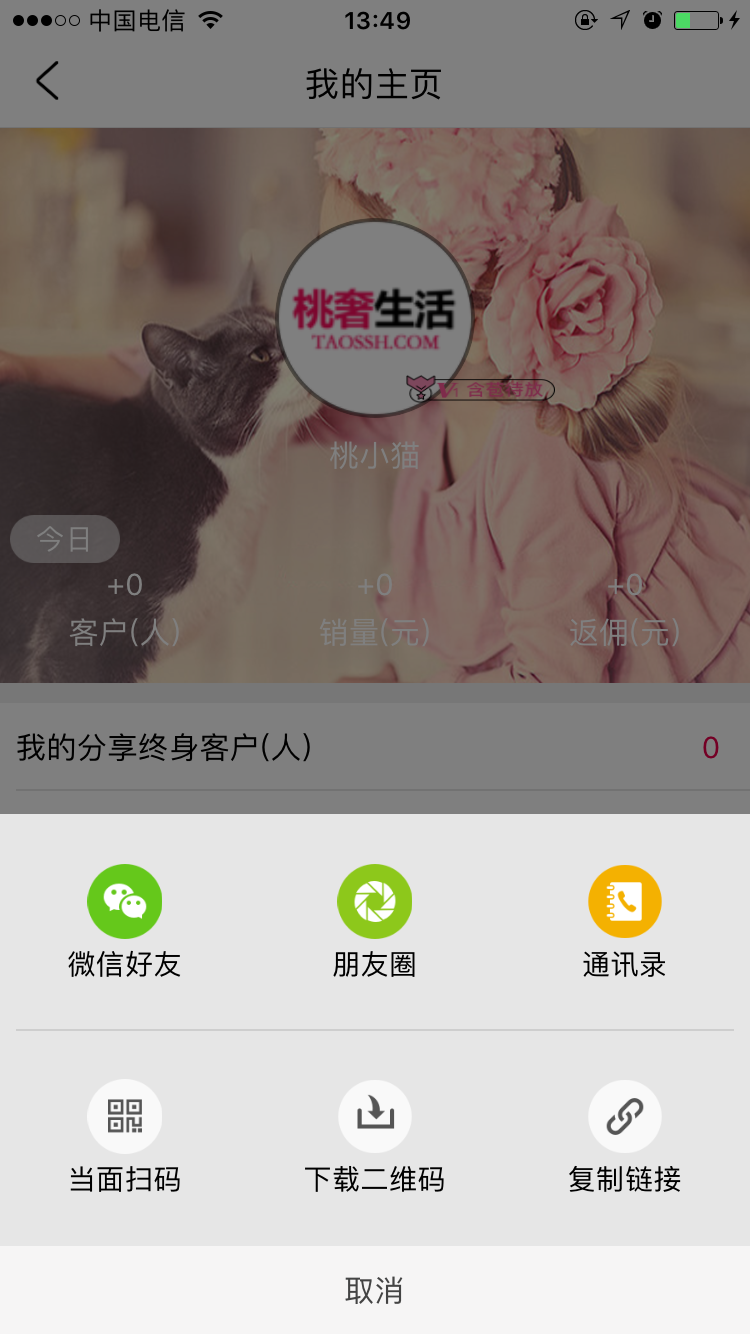 中国电信
13:49
我的主页
桃奢生活
TAOSSH.COM
V1 含苞待放
桃小猫
今日
+0
+0
+0
客户(人)
销量(元)
返佣(元)
我的分享终身客户(人)
0
微信好友
朋友圈
通讯录
当面扫码
下载二维码
复制链接
取消